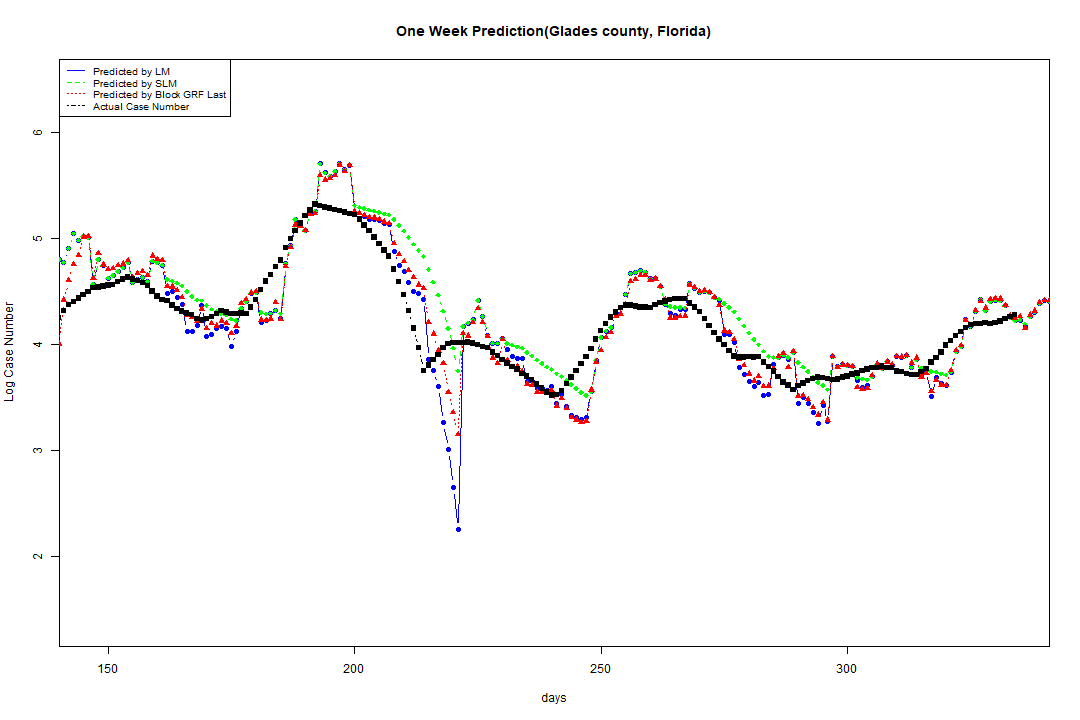 One Week Prediction(Glades county, Florida)
Predicted by LM
Predicted by SLM
Predicted by Block GRF Last
Actual Case Number
6
5
4
3
2
Log Case Number
150 200 250 300
days